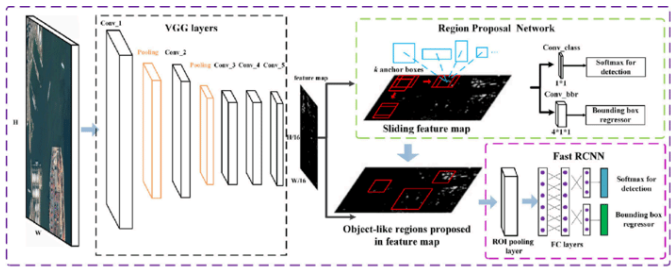 VGG layers
Conv_1
Pooling
Conv_2
Pooling
Conv_3
Conv_4
Conv_5
H
W
feature map
H/16
W/16
Region Proposal Network
k anchor boxes
Sliding feature map
Conv_class
1*1
Softmax for
detection
Conv_bbr
4*1*1
Bounding box
regressor
Object-like regions proposed
in feature map
Fast RCNN
ROI pooling
layer
FC layers
Softmax for
detection
Bounding box
regressor